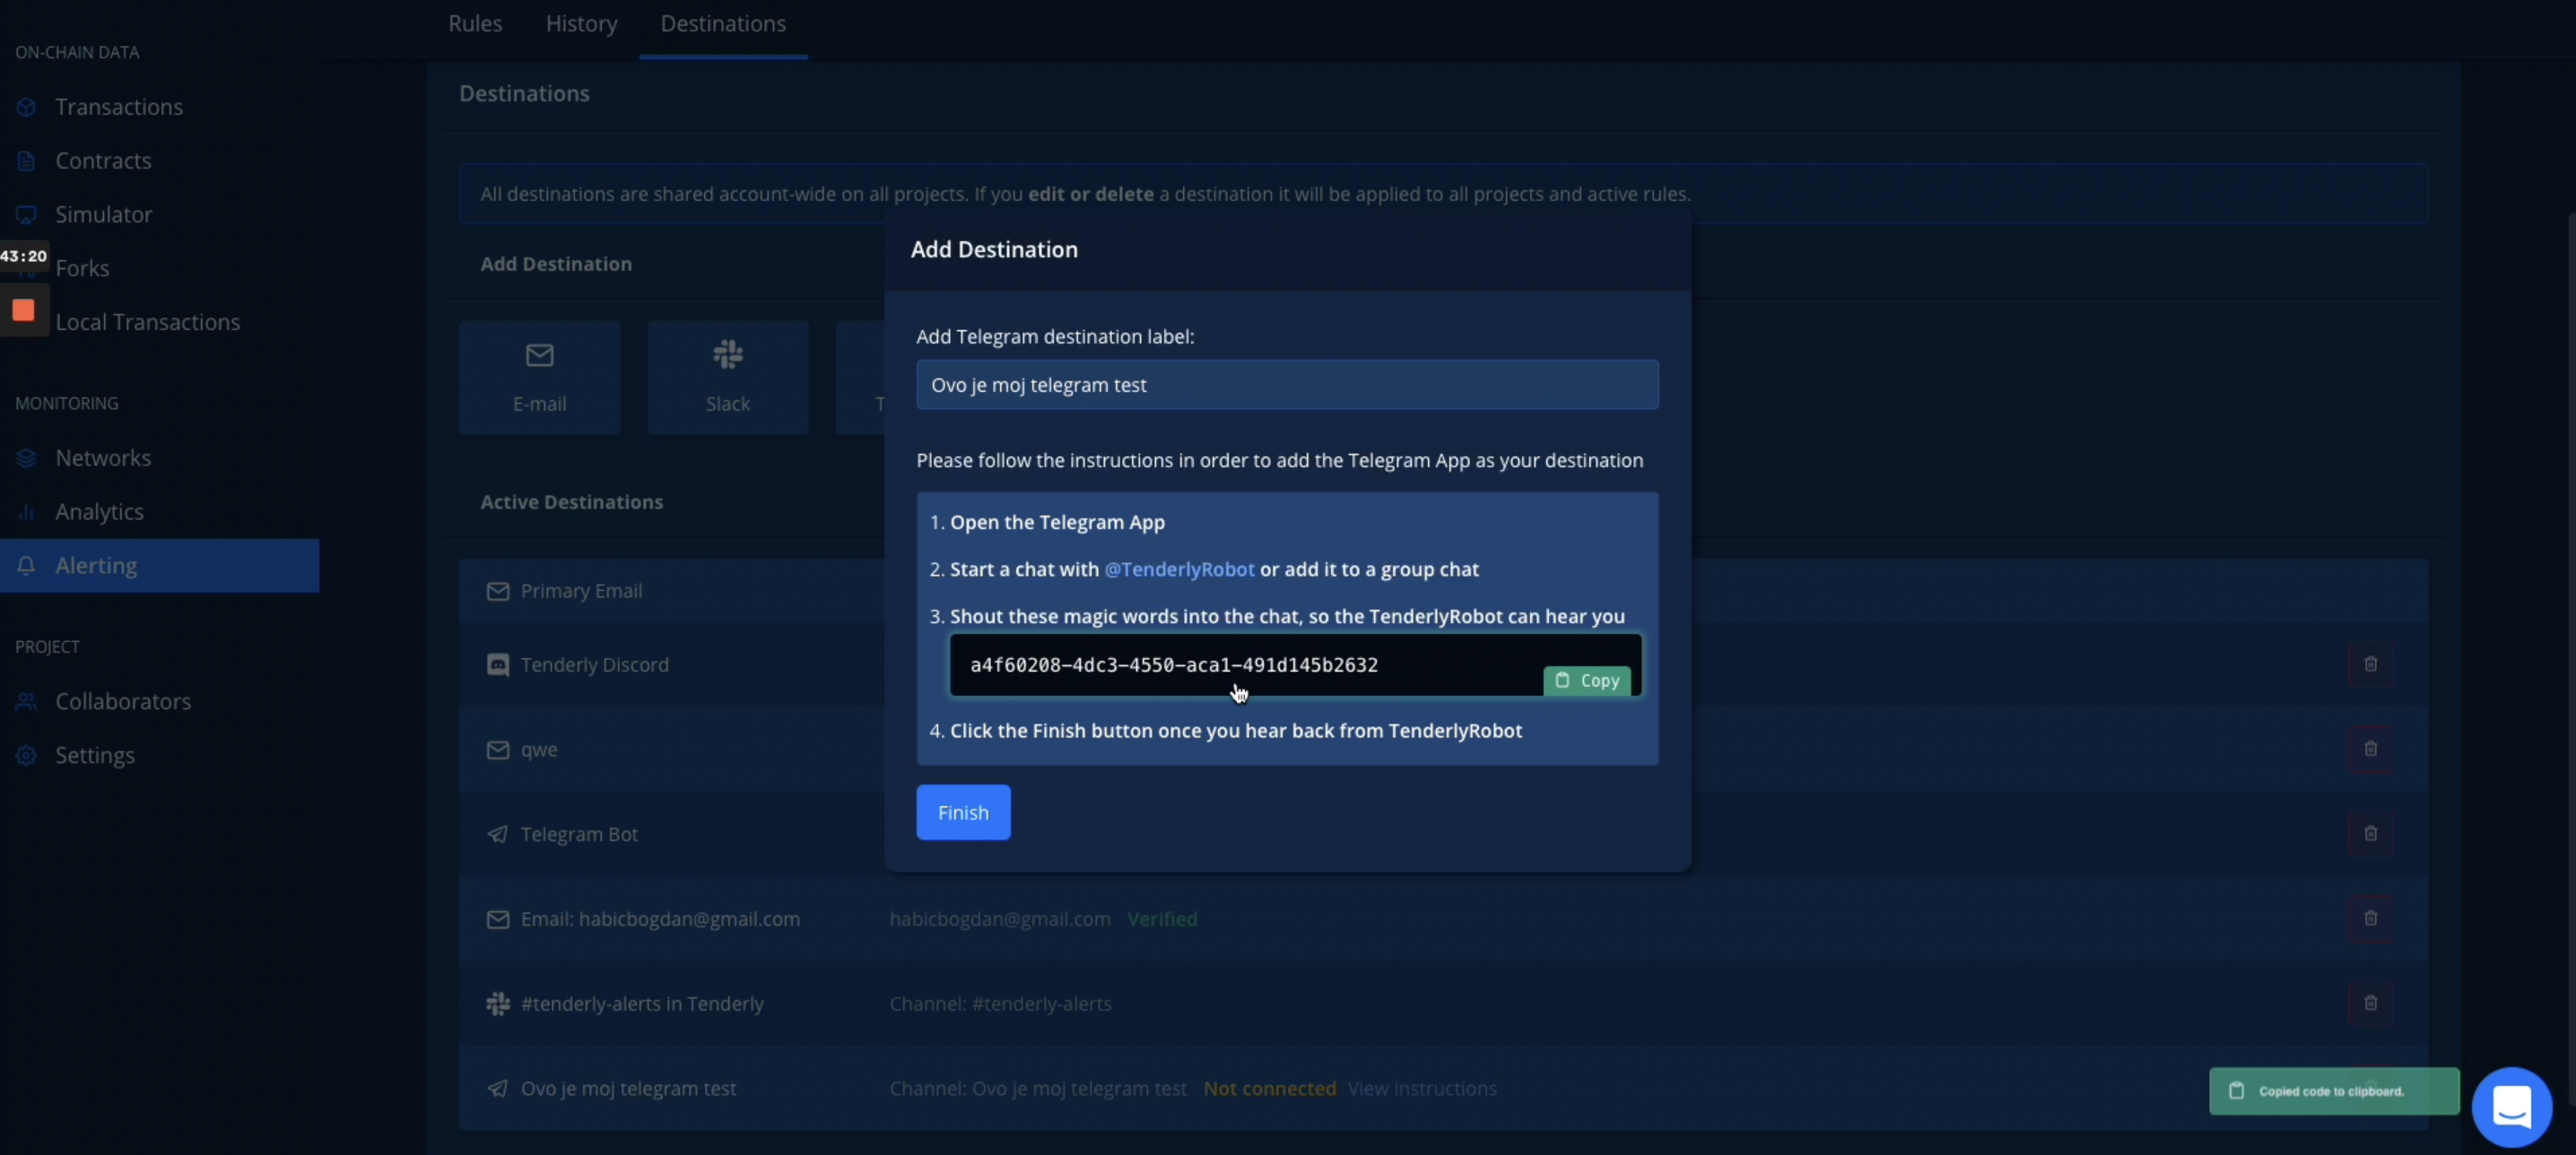 Rules History Destinations
ON-CHAIN DATA
Transactions
Contracts
Simulator
43:20
Forks
Local Transactions
MONITORING
Networks
Analytics
Alerting
PROJECT
Collaborators
Settings
Destinations
All destinations are shared account-wide on all projects. If you edit or delete a destination it will be applied to all projects and active rules.
Add Destination
E-mail
Slack
T
Active Destinations
Primary Email
Tenderly Discord
qwe
Telegram Bot
Email: habicbogdan@gmail.com habicbogdan@gmail.com Verified
#tenderly-alerts in Tenderly Channel: #tenderly-alerts
Ovo je moj telegram test Channel: Ovo je moj telegram test Not connected View instructions
Add Destination
Add Telegram destination label:
Ovo je moj telegram test
Please follow the instructions in order to add the Telegram App as your destination
1. Open the Telegram App
2. Start a chat with @TenderlyRobot or add it to a group chat
3. Shout these magic words into the chat, so the TenderlyRobot can hear you
a4f60208-4dc3-4550-aca1-491d145b2632
Copy
4. Click the Finish button once you hear back from TenderlyRobot
Finish
Copied code to clipboard.